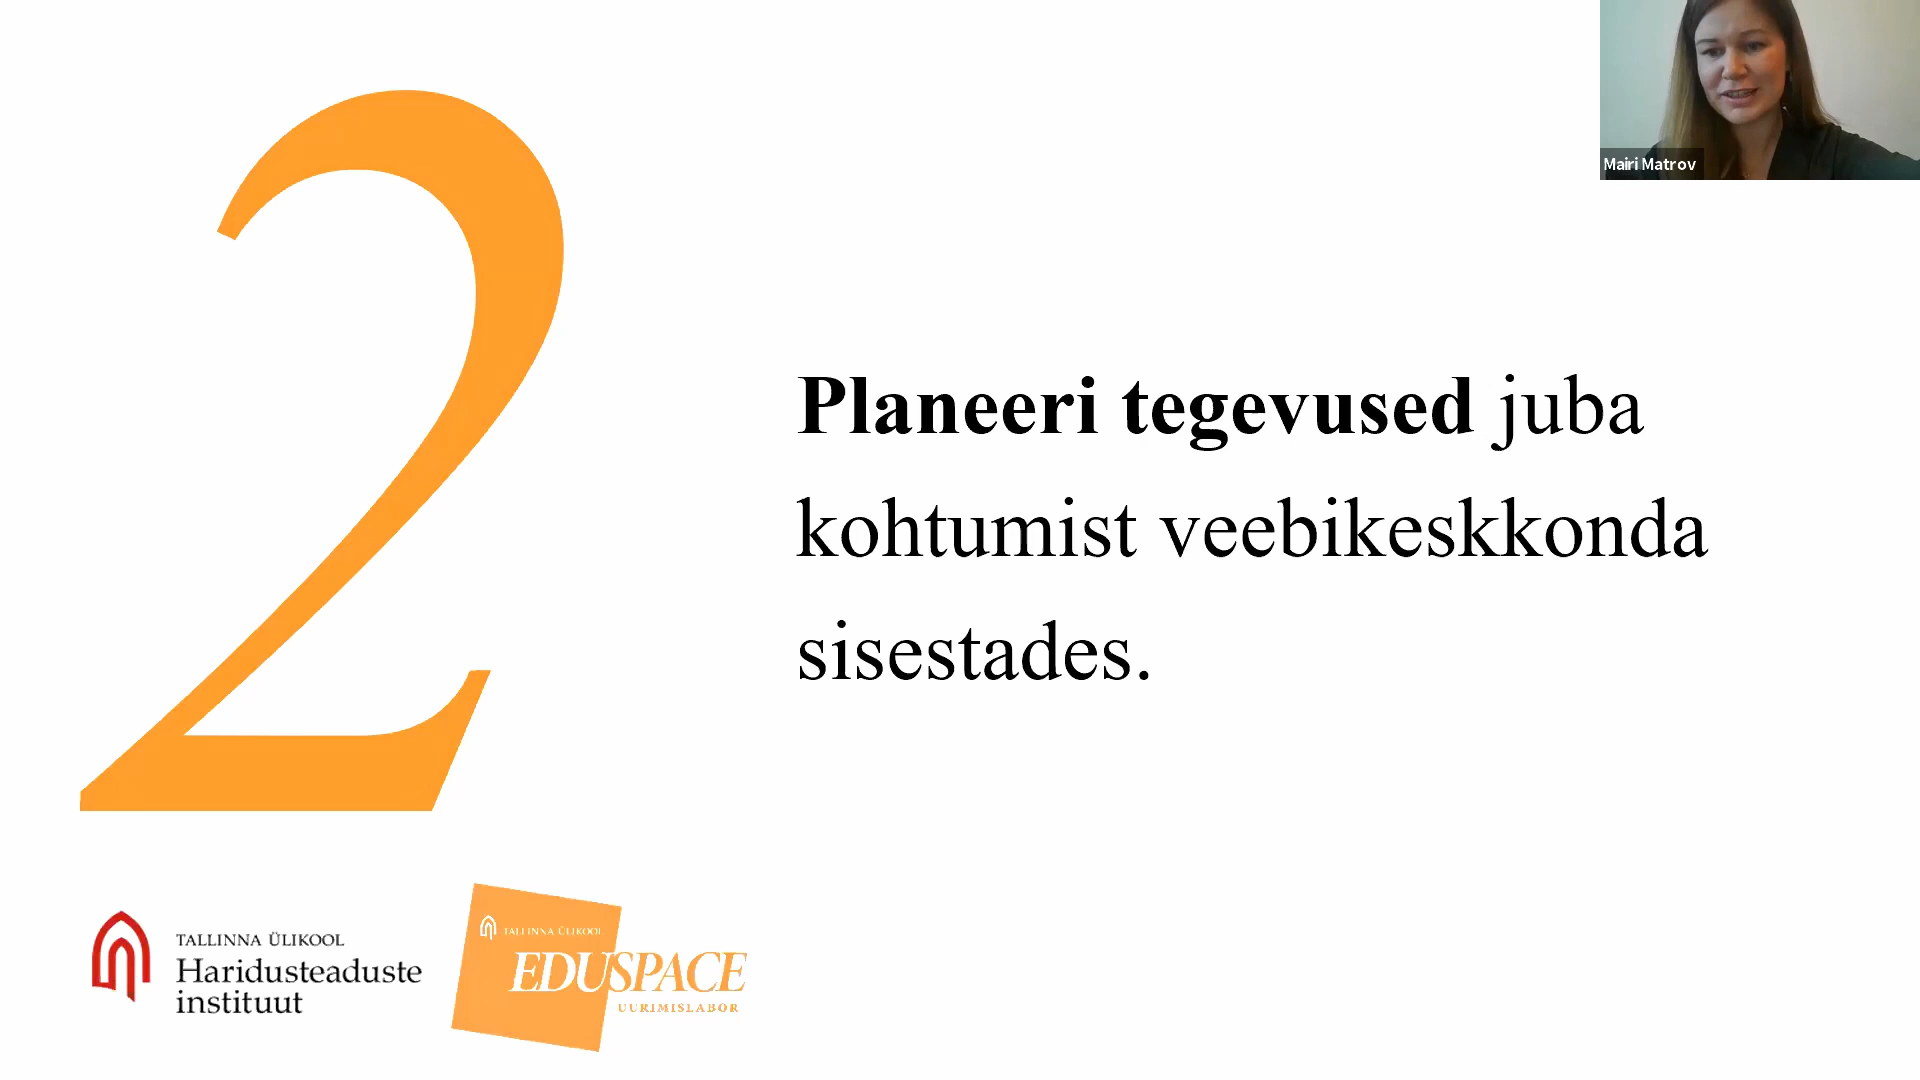 2
Planeeri tegevused juba
kohtumist veebikeskkonda
sisestades.
Mairi Matrov
TALLINNA ÜLIKOOL
Haridusteaduste
instituut
TALLINNA ÜLIKOOL
EDUSPACE
UURIMISLABOR